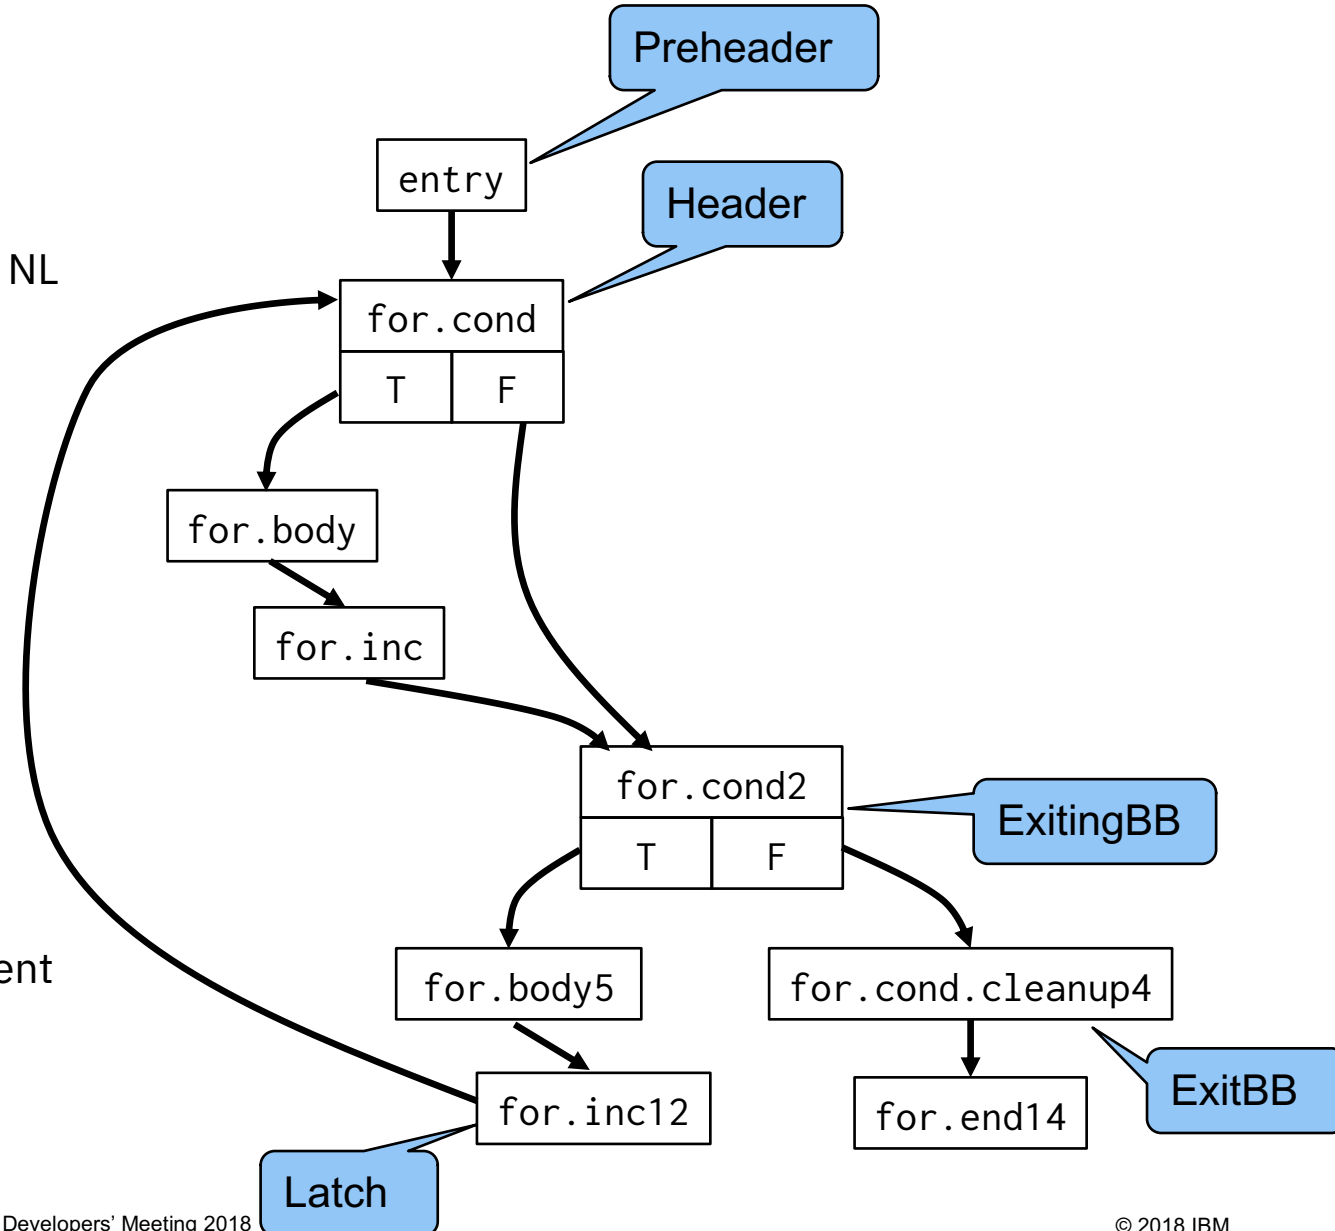 Preheader
entry
Header
NL
for.cond
T F
for.body
for.inc
for.cond2
ExitingBB
T F
ent
for.body5
for.cond.cleanup4
ExitBB
for.inc12
for.end14
Latch
Developers’ Meeting 2018
© 2018 IBM